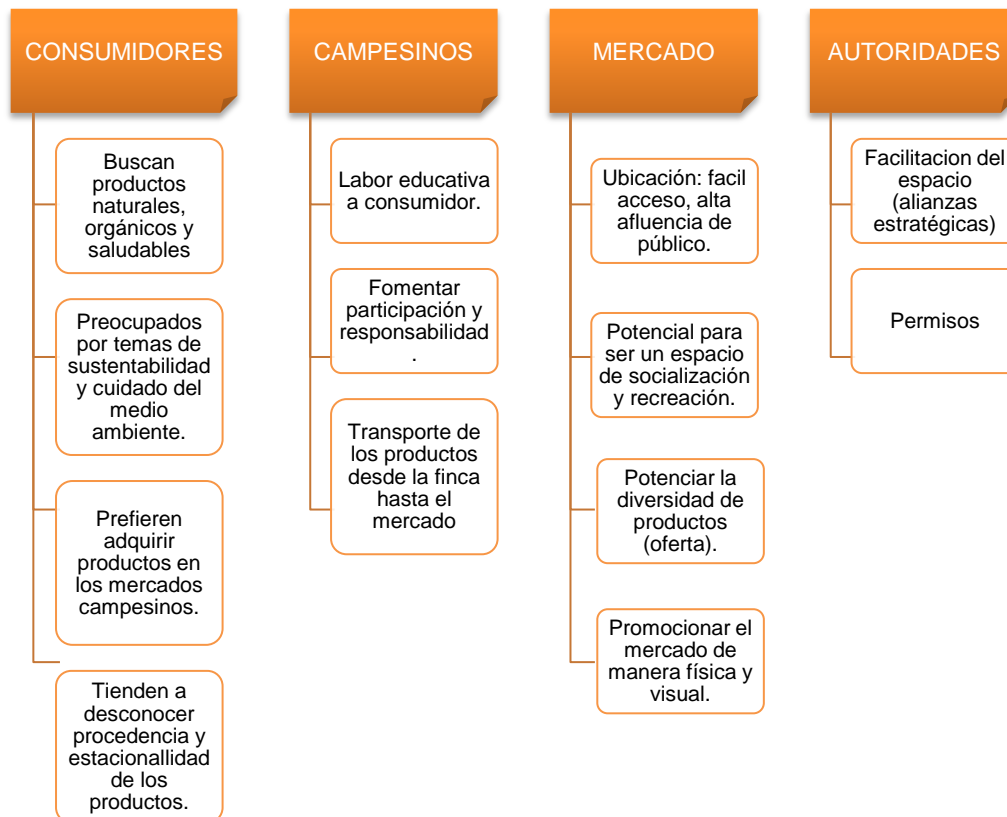 CONSUMIDORES
Buscan
productos
naturales,
orgánicos y
saludables
Preocupados
por temas de
sustentabilidad
y cuidado del
medio
ambiente.
Prefieren
adquirir
productos en
los mercados
campesinos.
Tienden a
desconocer
procedencia y
estacionallidad
de los
productos.
CAMPESINOS
Labor educativa
a consumidor.
Fomentar
participación y
responsabilidad
.
Transporte de
los productos
desde la finca
hasta el
mercado
MERCADO
Ubicación: facil
acceso, alta
afluencia de
público.
Potencial para
ser un espacio
de socialización
y recreación.
Potenciar la
diversidad de
productos
(oferta).
Promocionar el
mercado de
manera física y
visual.
AUTORIDADES
Facilitacion del
espacio
(alianzas
estratégicas)
Permisos